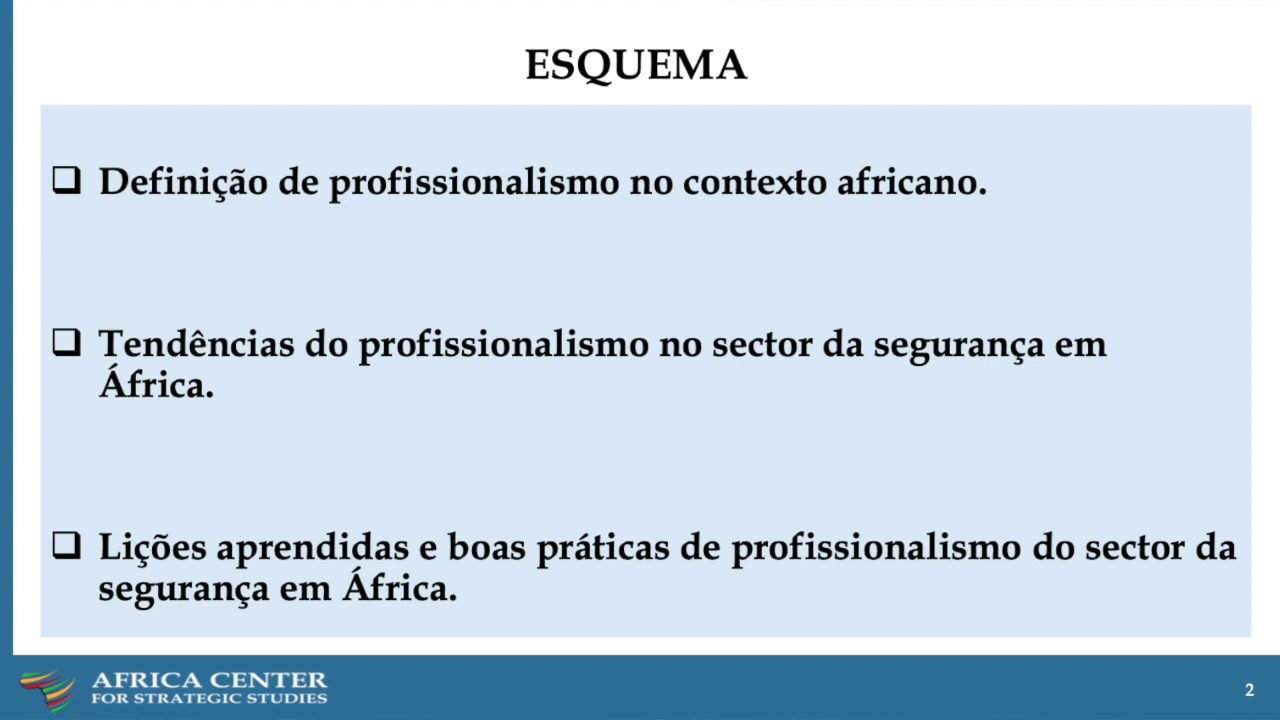 ESQUEMA
❑ Definição de profissionalismo no contexto africano.
❑ Tendências do profissionalismo no sector da segurança em
África.
❑ Lições aprendidas e boas práticas de profissionalismo do sector da
segurança em África.
AFRICA CENTER
FOR STRATEGIC STUDIES
2